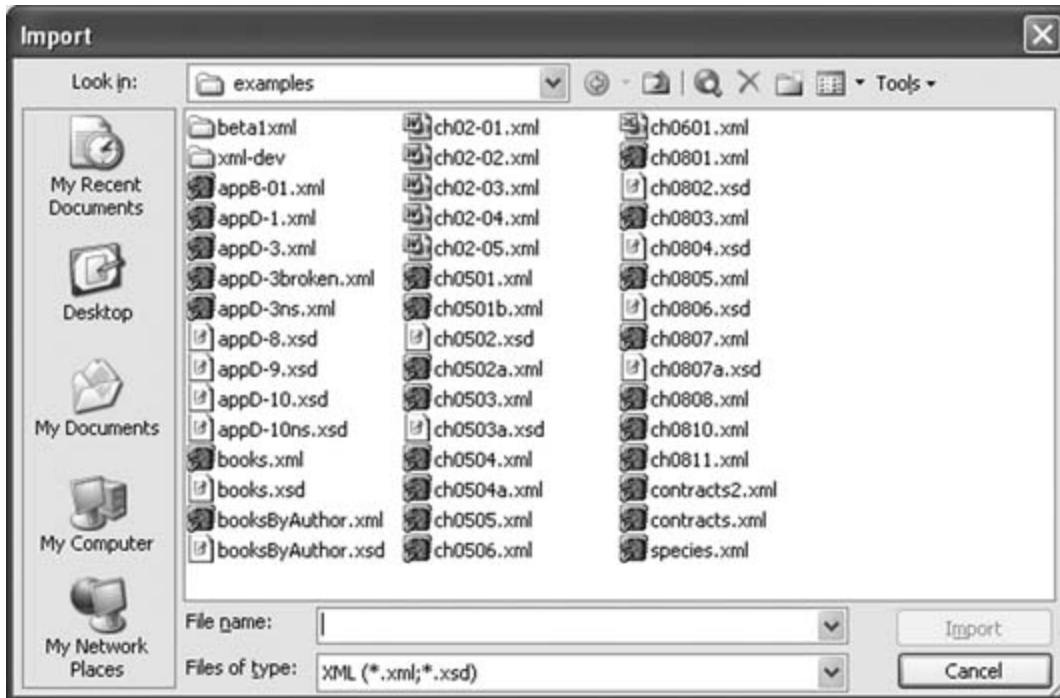 Import
Look in:
examples
Tools
My Recent
Documents
Desktop
My Documents
My Computer
My Network
Places
beta1xml
xml-dev
appB-01.xml
appD-1.xml
appD-3.xml
appD-3broken.xml
appD-3ns.xml
appD-8.xsd
appD-9.xsd
appD-10.xsd
appD-10ns.xsd
books.xml
books.xsd
booksByAuthor.xml
booksByAuthor.xsd
ch02-01.xml
ch02-02.xml
ch02-03.xml
ch02-04.xml
ch02-05.xml
ch0501.xml
ch0501b.xml
ch0502.xsd
ch0502a.xml
ch0503.xml
ch0503a.xsd
ch0504.xml
ch0504a.xml
ch0505.xml
ch0506.xml
ch0601.xml
ch0801.xml
ch0802.xsd
ch0803.xml
ch0804.xsd
ch0805.xml
ch0806.xsd
ch0807.xml
ch0807a.xsd
ch0808.xml
ch0810.xml
ch0811.xml
contracts2.xml
contracts.xml
species.xml
File name:
Import
Files of type:
XML (*.xml;*.xsd)
Cancel